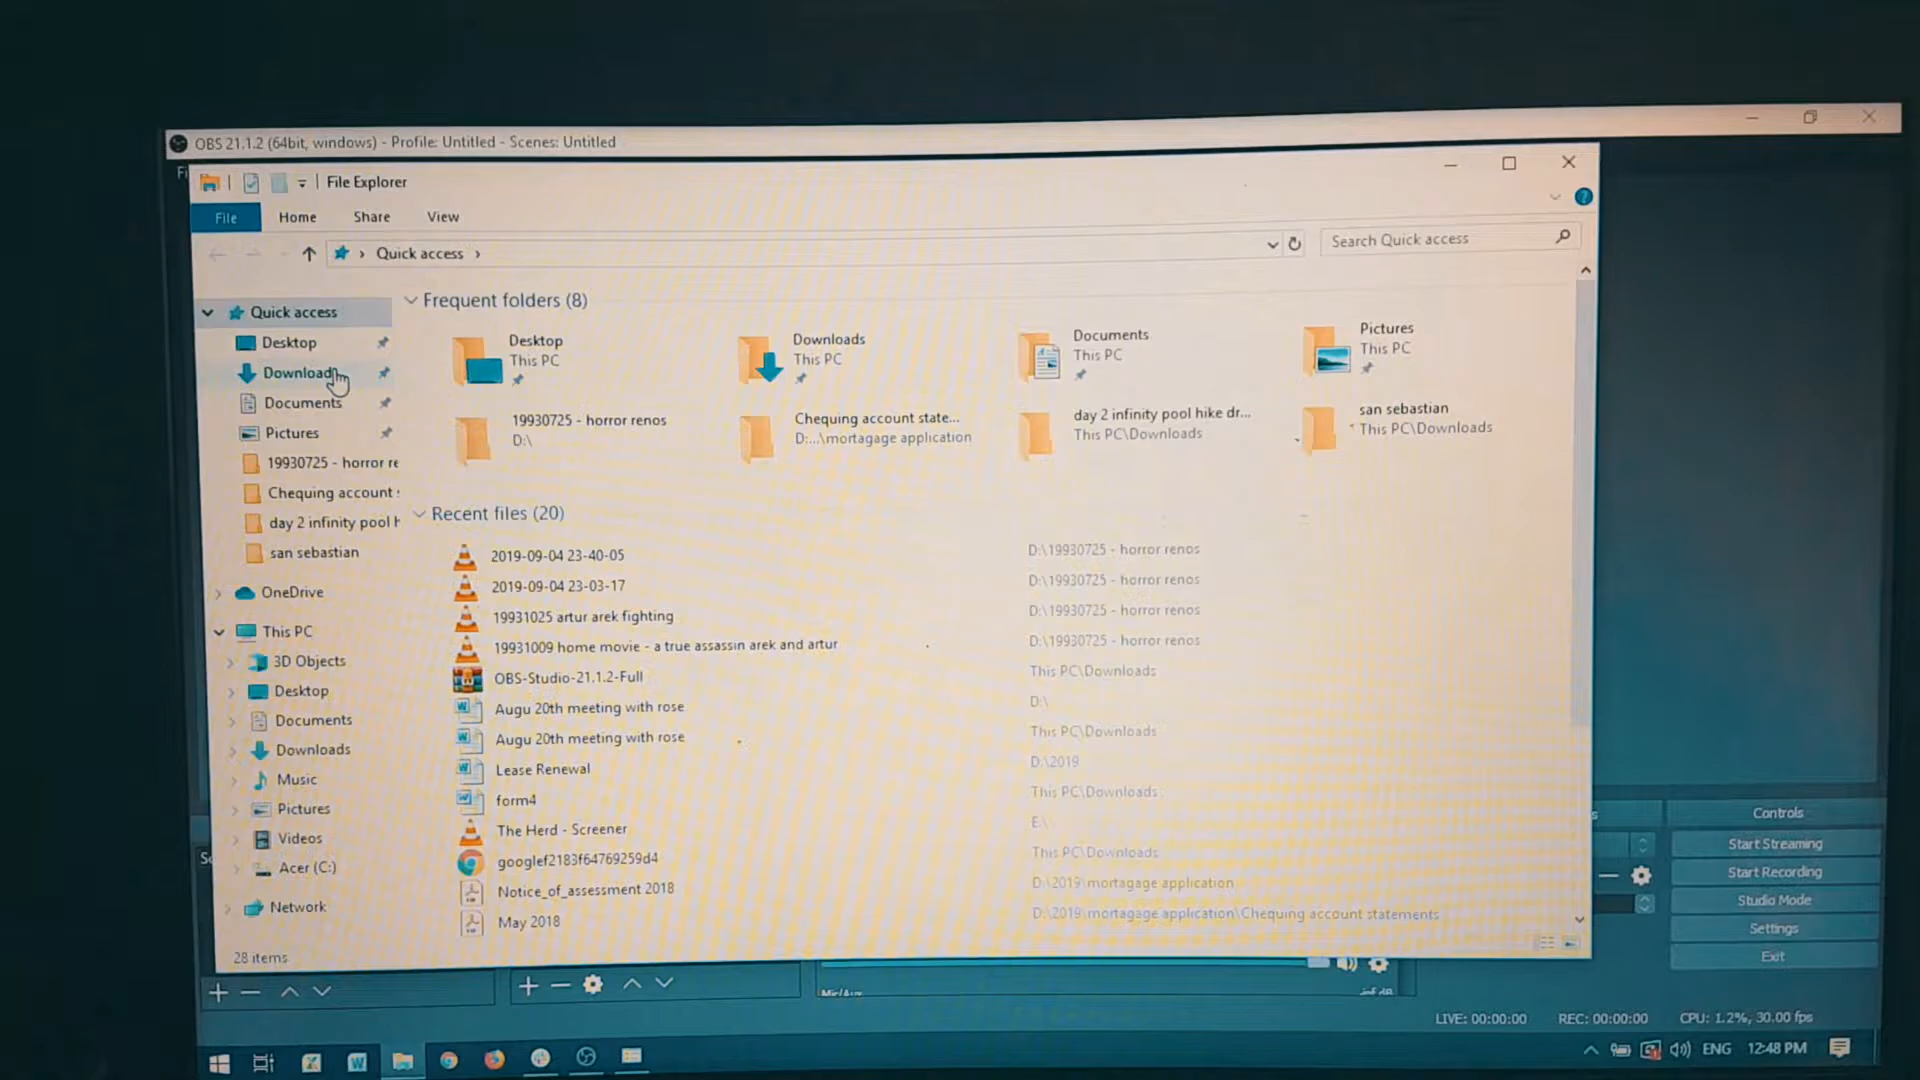 OBS 21.1.2 (64bit, windows) - Profile: Untitled - Scenes: Untitled
File Explorer
File Home Share View
Quick access
Search Quick access
Quick access
Desktop
Downloads
Documents
Pictures
19930725 - horror re
Chequing account s
day 2 infinity pool h
san sebastian
OneDrive
This PC
3D Objects
Desktop
Documents
Downloads
Music
Pictures
Videos
Acer (C:)
Network
28 items
Frequent folders (8)
Desktop
This PC
Downloads
This PC
Documents
This PC
Pictures
This PC
19930725 - horror renos
D:\
Chequing account state...
D:...\mortagage application
day 2 infinity pool hike dr...
This PC\Downloads
san sebastian
This PC\Downloads
Recent files (20)
2019-09-04 23-40-05 D:\19930725 - horror renos
2019-09-04 23-03-17 D:\19930725 - horror renos
19931025 artur arek fighting D:\19930725 - horror renos
19931009 home movie - a true assassin arek and artur D:\19930725 - horror renos
OBS-Studio-21.1.2-Full This PC\Downloads
Augu 20th meeting with rose D:\
Augu 20th meeting with rose This PC\Downloads
Lease Renewal D:\2019
form4 This PC\Downloads
The Herd - Screener E:\
googlef2183f64769259d4 This PC\Downloads
Notice_of_assessment 2018 D:\2019\mortagage application
May 2018 D:\2019\mortagage application\Chequing account statements
Controls
Start Streaming
Start Recording
Studio Mode
Settings
Exit
Mic/Aux
-inf dB
LIVE: 00:00:00 REC: 00:00:00 CPU: 1.2%, 30.00 fps
ENG 12:48 PM